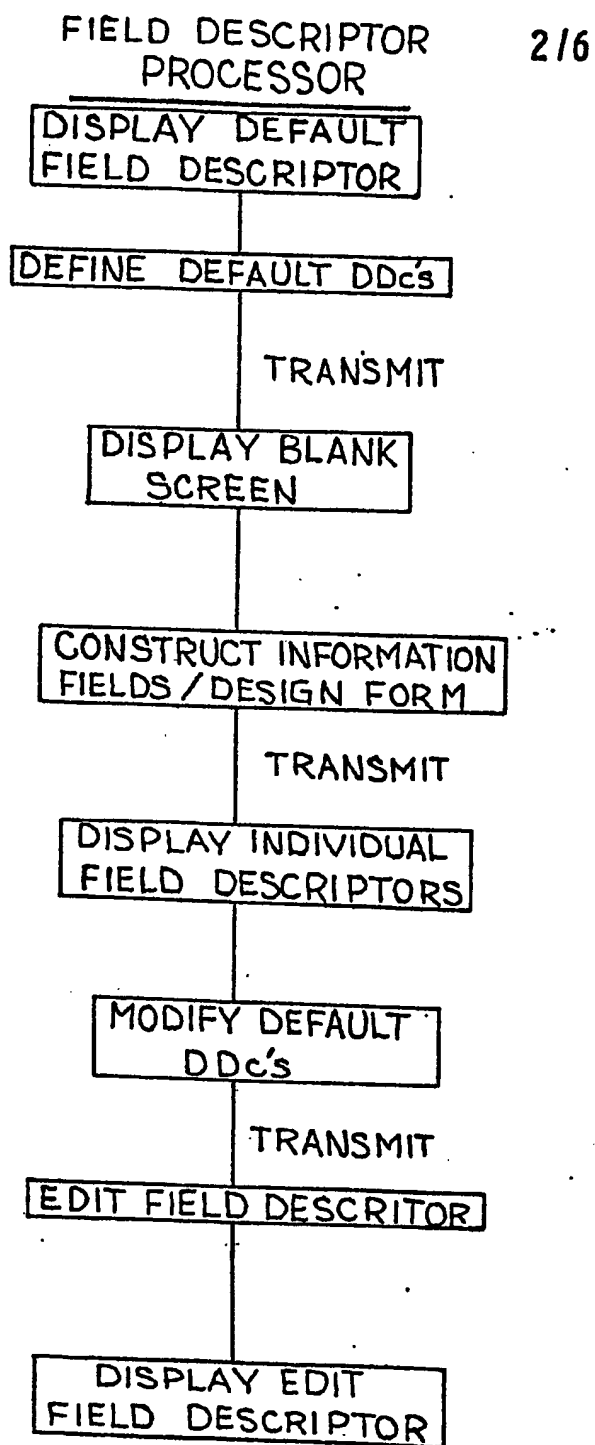 FIELD DESCRIPTOR
PROCESSOR
2/6
DISPLAY DEFAULT
FIELD DESCRIPTOR
DEFINE DEFAULT DDc's
TRANSMIT
DISPLAY BLANK
SCREEN
CONSTRUCT INFORMATION
FIELDS / DESIGN FORM
TRANSMIT
DISPLAY INDIVIDUAL
FIELD DESCRIPTORS
MODIFY DEFAULT
DDc's
TRANSMIT
EDIT FIELD DESCRITOR
DISPLAY EDIT
FIELD DESCRIPTOR